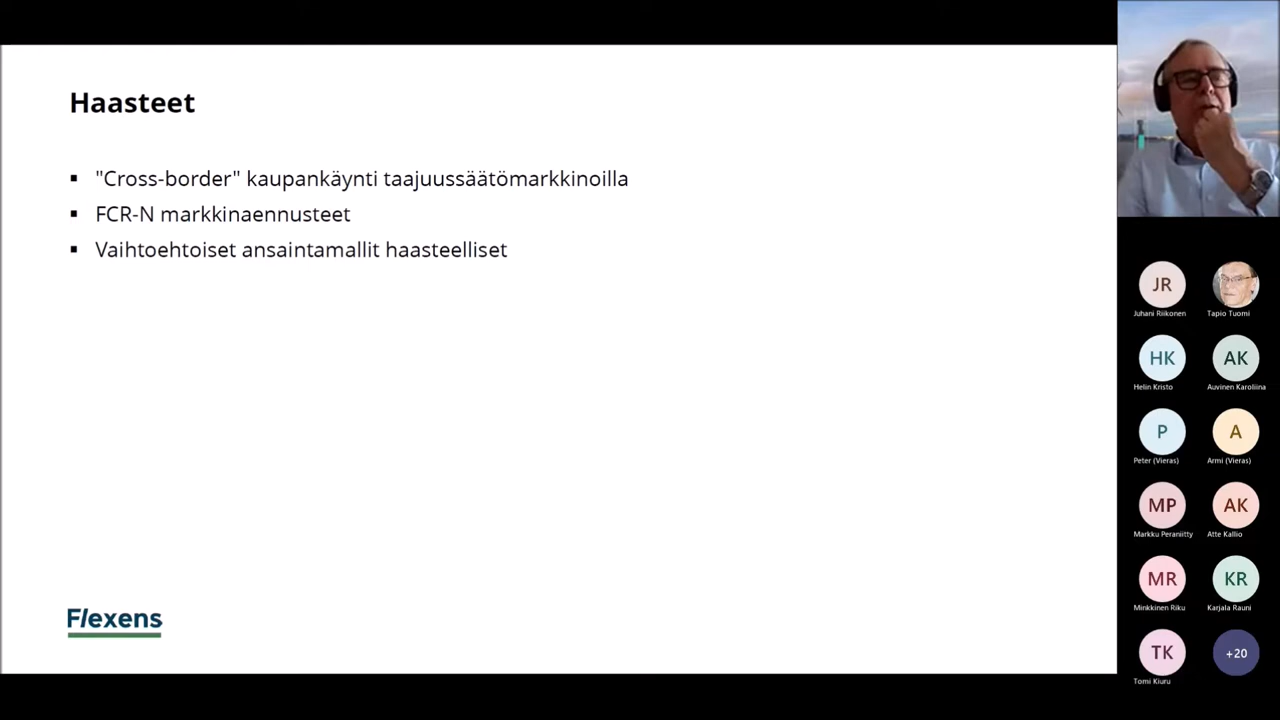 Haasteet
"Cross-border" kaupankäynti taajuussäätömarkkinoilla
FCR-N markkinaennusteet
Vaihtoehtoiset ansaintamallit haasteelliset
Flexens
JR
Juhani Riikonen
Tapio Tuomi
HK
Helin Kristo
AK
Auvinen Karoliina
P
Peter (Vieras)
A
Armi (Vieras)
MP
Markku Peraniitty
AK
Atte Kallio
MR
Minkkinen Riku
KR
Karjala Rauni
TK
Tomi Kiuru
+20